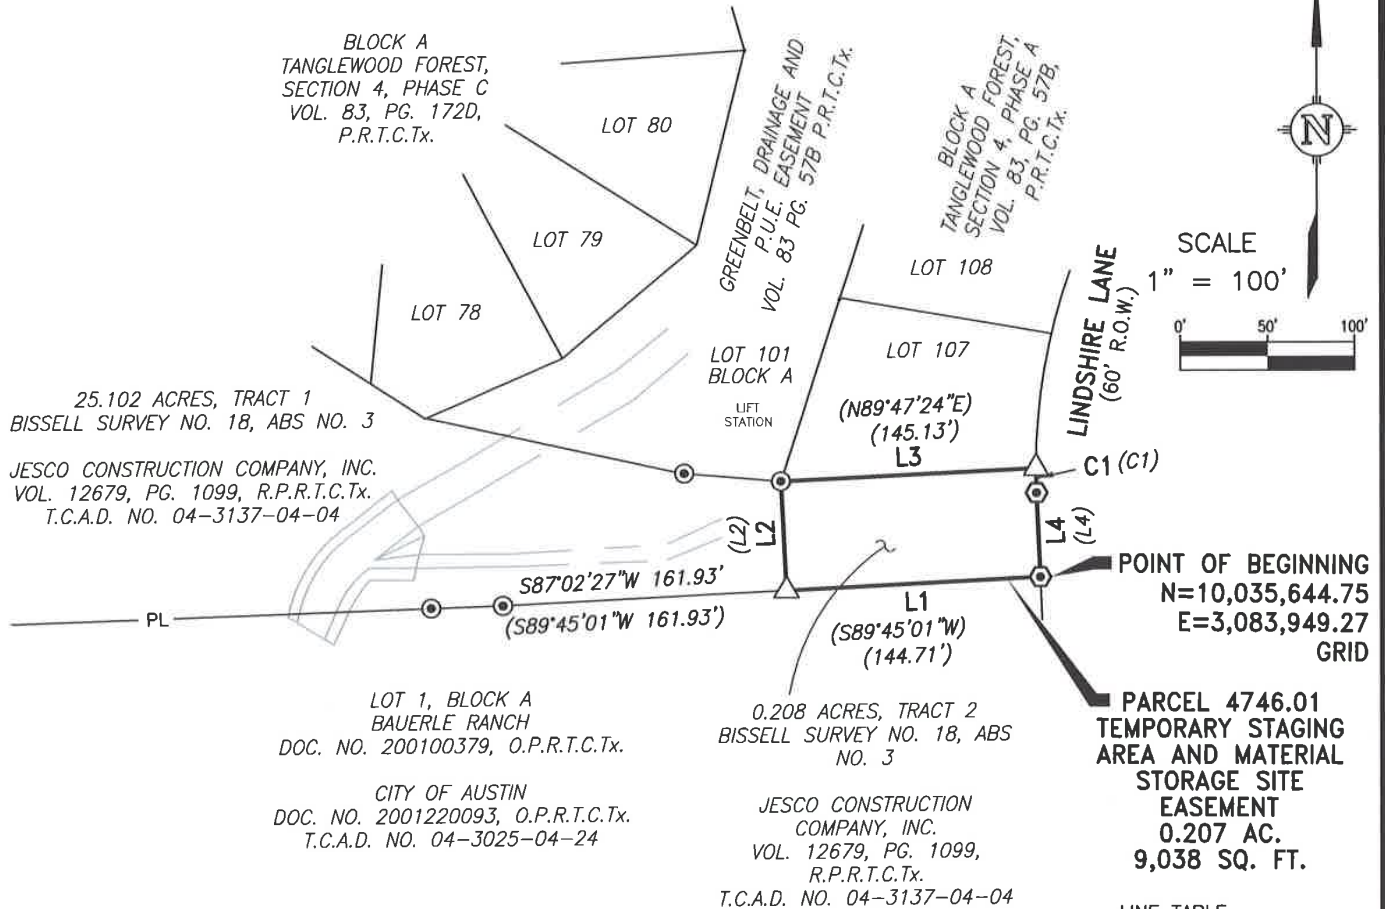 BLOCK A
TANGLEWOOD FOREST,
SECTION 4, PHASE C
VOL. 83, PG. 172D,
P.R.T.C.Tx.
LOT 80
LOT 79
LOT 78
GREENBELT, DRAINAGE AND
P.U.E. EASEMENT
VOL. 83 PG. 57B P.R.T.C.Tx.
BLOCK A
TANGLEWOOD FOREST,
SECTION 4, PHASE A
VOL. 83, PG. 57B,
P.R.T.C.Tx.
N
SCALE
1" = 100'
0' 50' 100'
LOT 108
LOT 107
LINDSHIRE LANE
(60' R.O.W.)
LOT 101
BLOCK A
LIFT
STATION
(N89°47'24"E)
(145.13')
L3
C1 (C1)
25.102 ACRES, TRACT 1
BISSELL SURVEY NO. 18, ABS NO. 3
JESCO CONSTRUCTION COMPANY, INC.
VOL. 12679, PG. 1099, R.P.R.T.C.Tx.
T.C.A.D. NO. 04-3137-04-04
(L2)
L2
L4
(L4)
POINT OF BEGINNING
N=10,035,644.75
E=3,083,949.27
GRID
S87°02'27"W 161.93'
(S89°45'01"W 161.93')
PL
L1
(S89°45'01"W)
(144.71')
LOT 1, BLOCK A
BAUERLE RANCH
DOC. NO. 200100379, O.P.R.T.C.Tx.
CITY OF AUSTIN
DOC. NO. 2001220093, O.P.R.T.C.Tx.
T.C.A.D. NO. 04-3025-04-24
0.208 ACRES, TRACT 2
BISSELL SURVEY NO. 18, ABS
NO. 3
JESCO CONSTRUCTION
COMPANY, INC.
VOL. 12679, PG. 1099,
R.P.R.T.C.Tx.
T.C.A.D. NO. 04-3137-04-04
PARCEL 4746.01
TEMPORARY STAGING
AREA AND MATERIAL
STORAGE SITE
EASEMENT
0.207 AC.
9,038 SQ. FT.
LINE TABLE